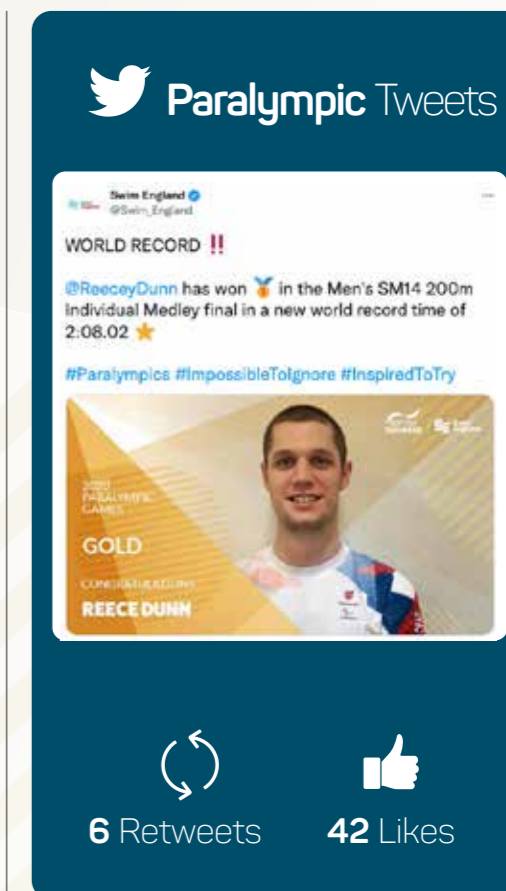 Paralympic Tweets
Swim England
@Swim_England
WORLD RECORD ‼️
@ReeceyDunn has won 🥇 in the Men's SM14 200m
Individual Medley final in a new world record time of
2:08.02 ⭐
#Paralympics #ImpossibleToIgnore #InspiredToTry
PARALYMPIC
GAMES
GOLD
CONGRATULATIONS
REECE DUNN
6 Retweets
42 Likes